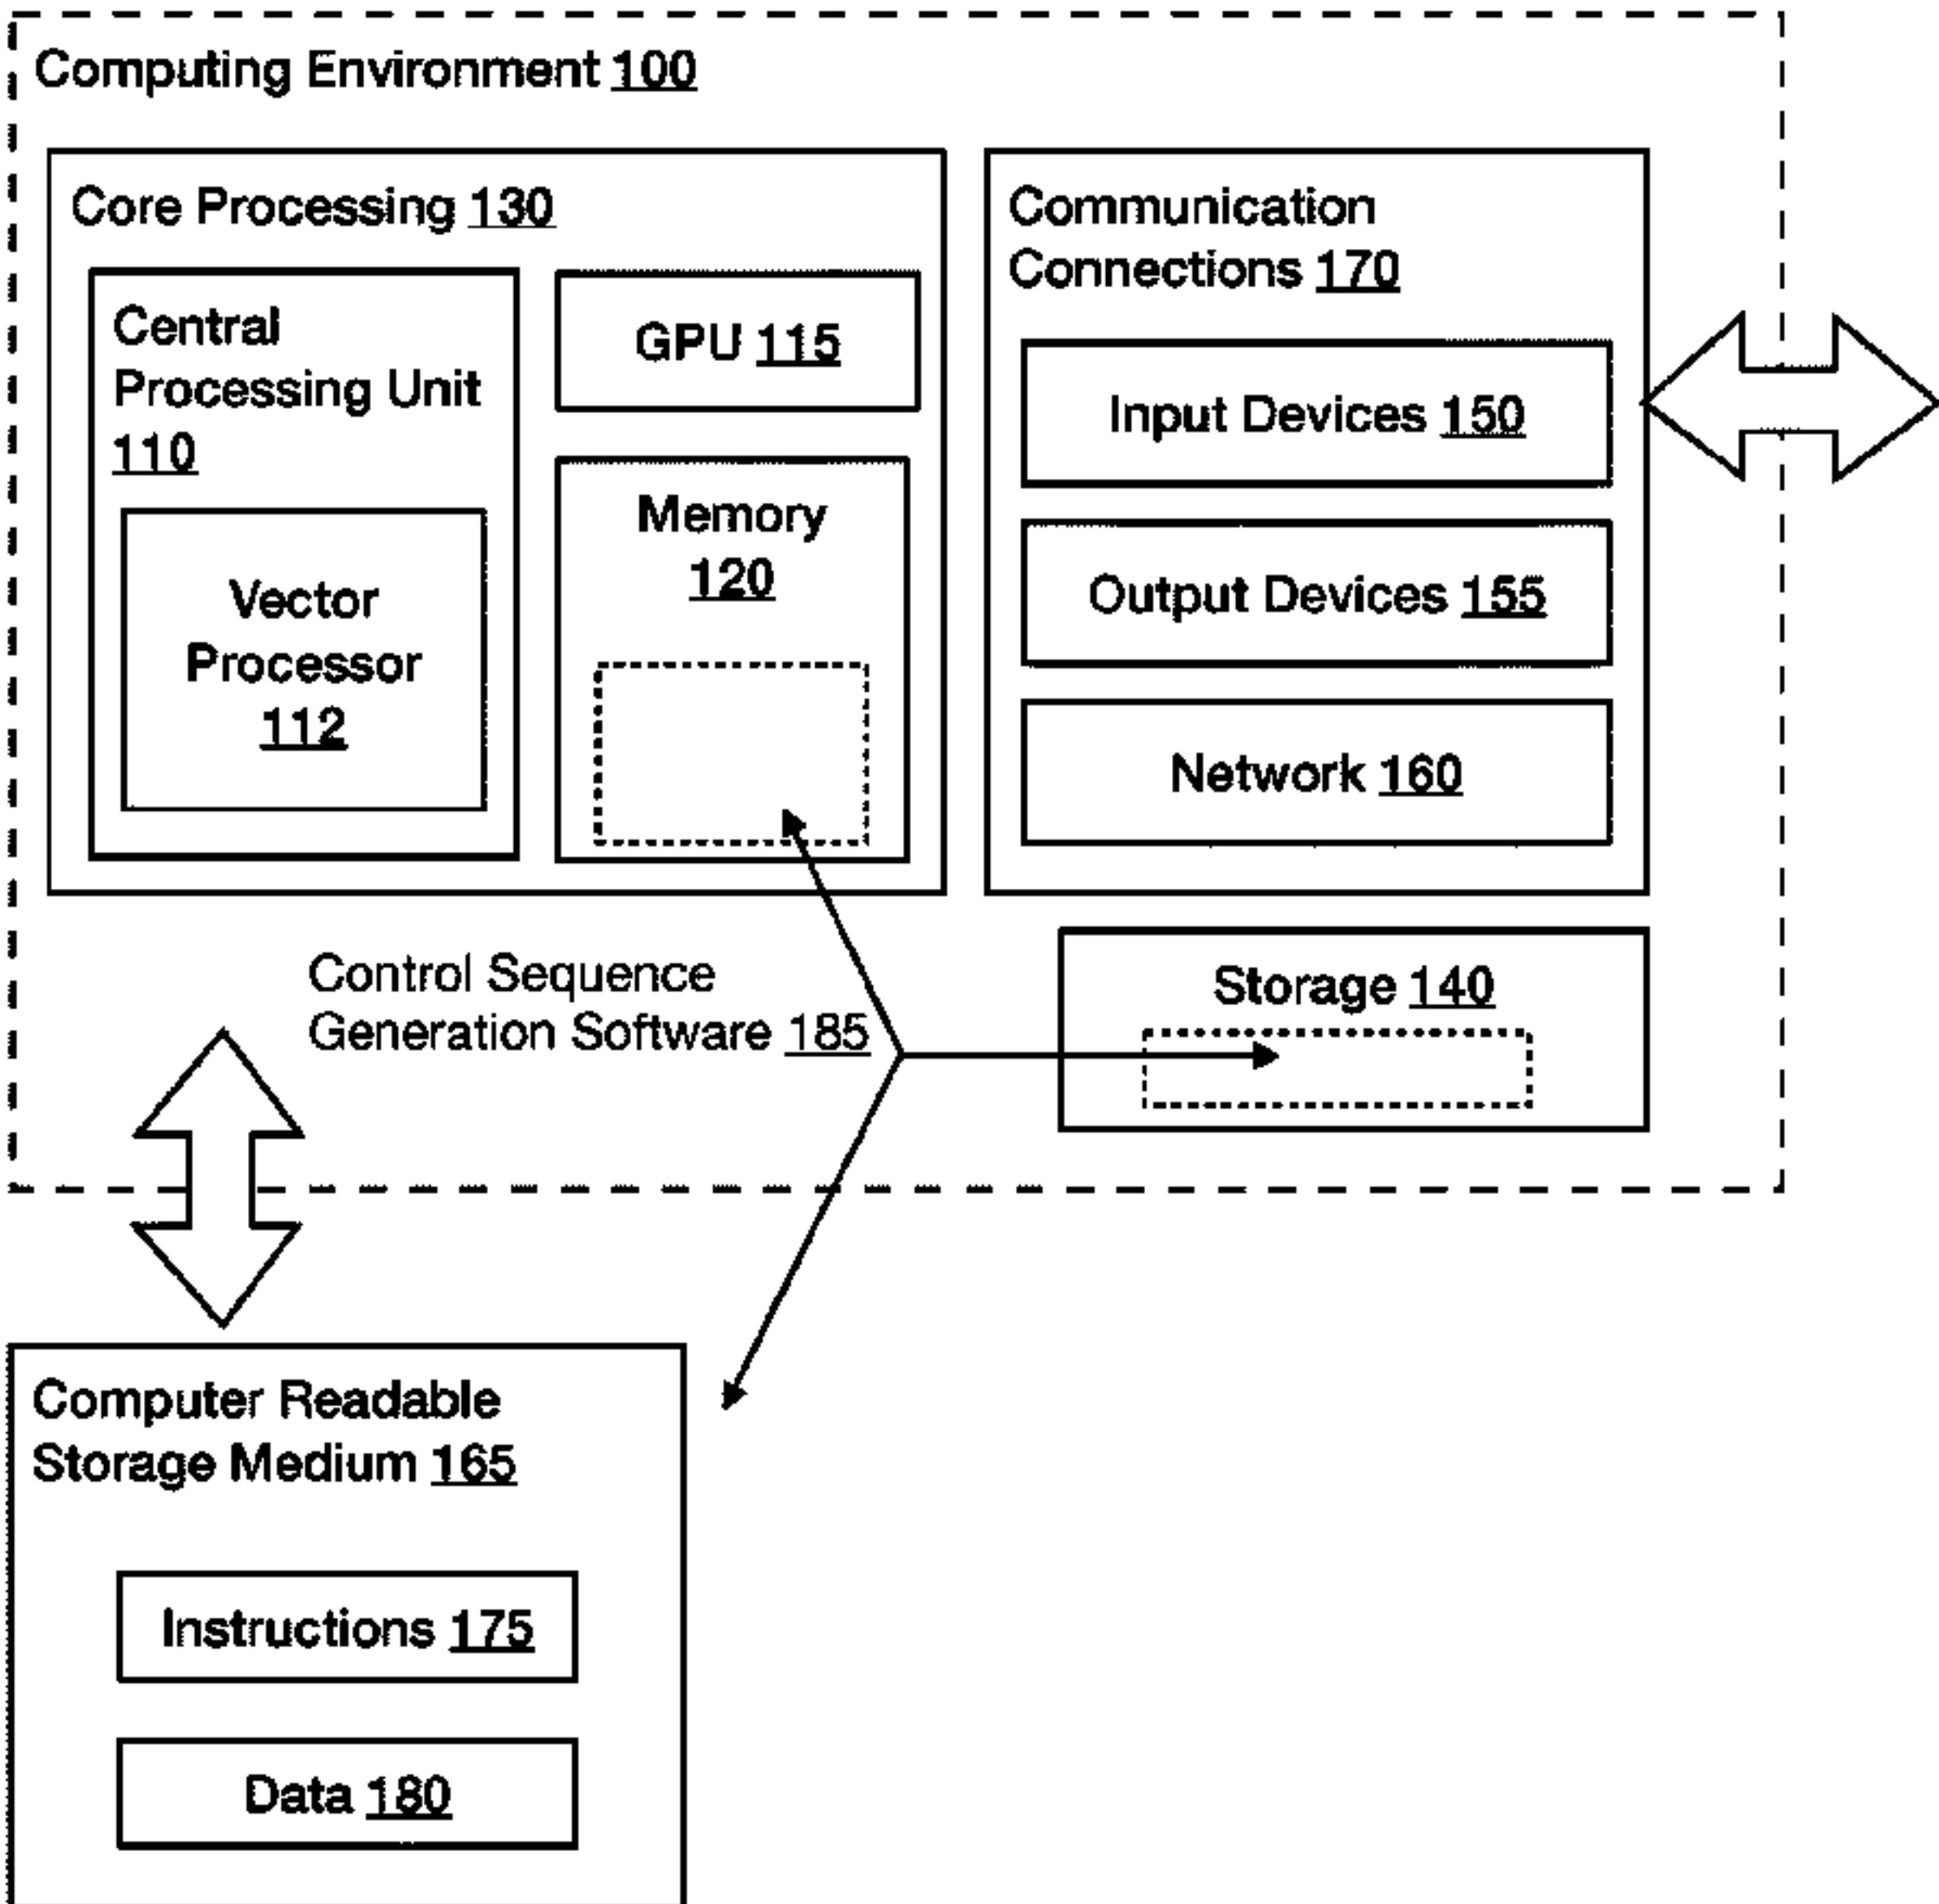 Computing Environment 100
Core Processing 130
Central
Processing Unit
110
Vector
Processor
112
GPU 115
Memory
120
Communication
Connections 170
Input Devices 150
Output Devices 155
Network 160
Control Sequence
Generation Software 185
Storage 140
Computer Readable
Storage Medium 165
Instructions 175
Data 180